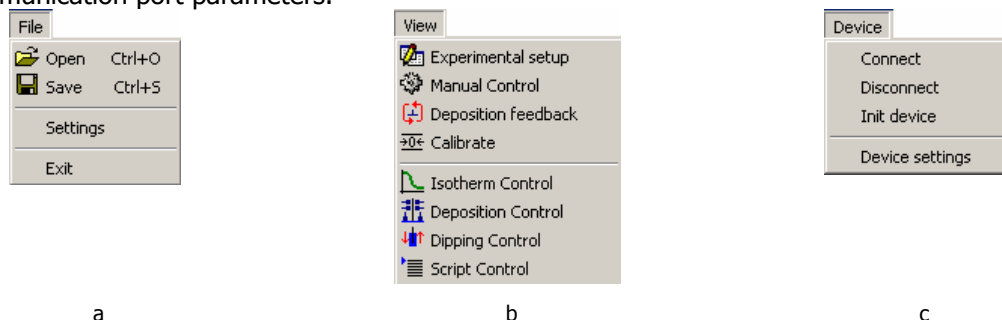 munication port parameters.
File
Open Ctrl+O
Save Ctrl+S
Settings
Exit
View
Experimental setup
Manual Control
Deposition feedback
Calibrate
Isotherm Control
Deposition Control
Dipping Control
Script Control
Device
Connect
Disconnect
Init device
Device settings
a
b
c